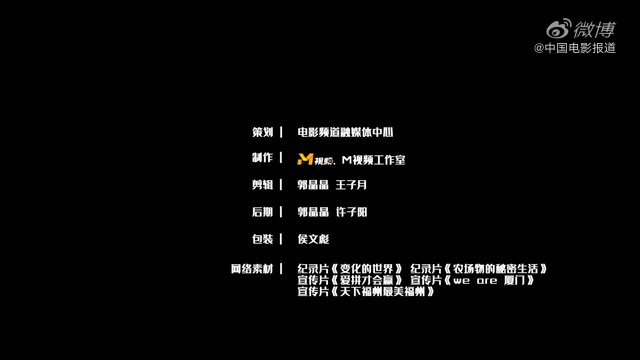 微博
@中国电影报道
策划 | 电影频道融媒体中心
制作 | M视频，M视频工作室
剪辑 | 郭晶晶 王子月
后期 | 郭晶晶 许子阳
包装 | 侯文彪
网络素材 | 纪录片《变化的世界》 纪录片《农场物的秘密生活》
宣传片《爱拼才会赢》 宣传片《we are 厦门》
宣传片《天下福州最美福州》